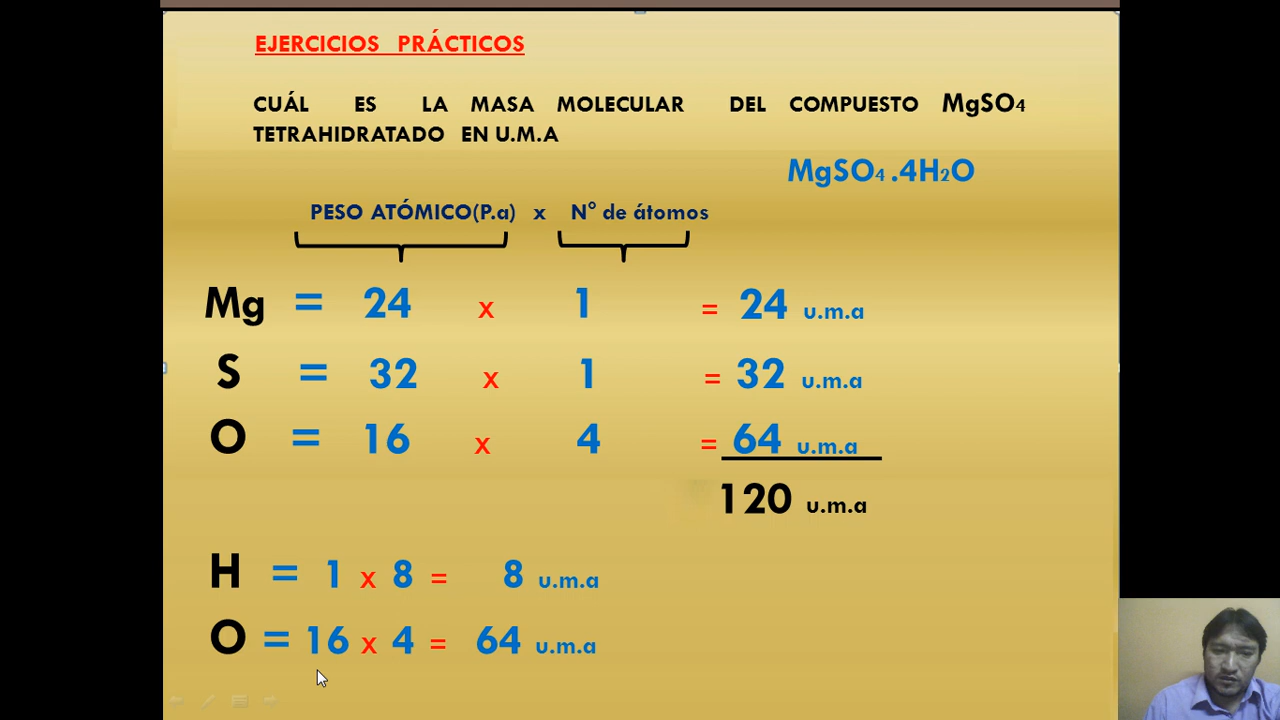 EJERCICIOS PRÁCTICOS
CUÁL ES LA MASA MOLECULAR DEL COMPUESTO MgSO4
TETRAHIDRATADO EN U.M.A
MgSO4 .4H2O
PESO ATÓMICO(P.a) x N° de átomos
Mg = 24 x 1 = 24 u.m.a
S = 32 x 1 = 32 u.m.a
O = 16 x 4 = 64 u.m.a
120 u.m.a
H = 1 x 8 = 8 u.m.a
O = 16 x 4 = 64 u.m.a